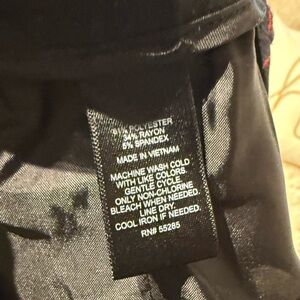 61% POLYESTER
34% RAYON
5% SPANDEX
MADE IN VIETNAM
MACHINE WASH COLD
WITH LIKE COLORS.
GENTLE CYCLE.
ONLY NON-CHLORINE
BLEACH WHEN NEEDED.
LINE DRY.
COOL IRON IF NEEDED.
RN# 55285